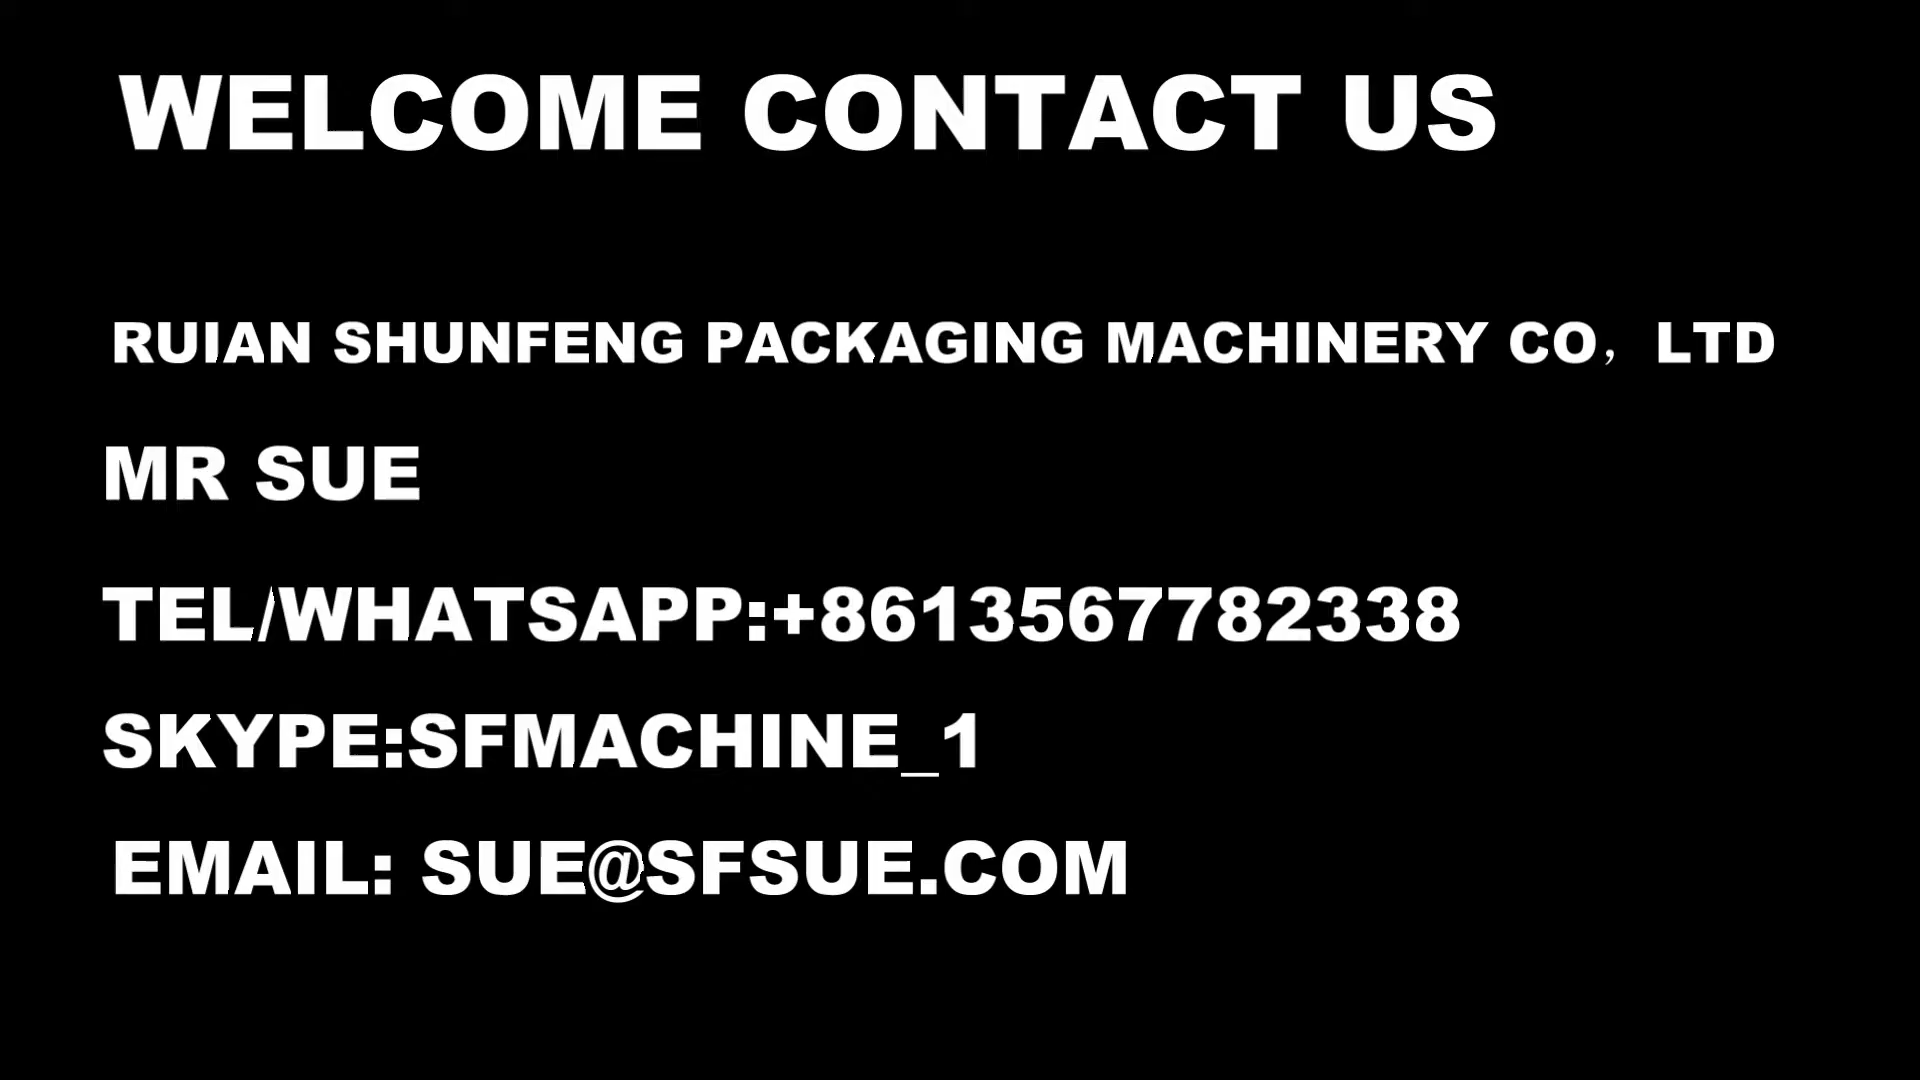 WELCOME CONTACT US
RUIAN SHUNFENG PACKAGING MACHINERY CO，LTD
MR SUE
TEL/WHATSAPP:+8613567782338
SKYPE:SFMACHINE_1
EMAIL: SUE@SFSUE.COM